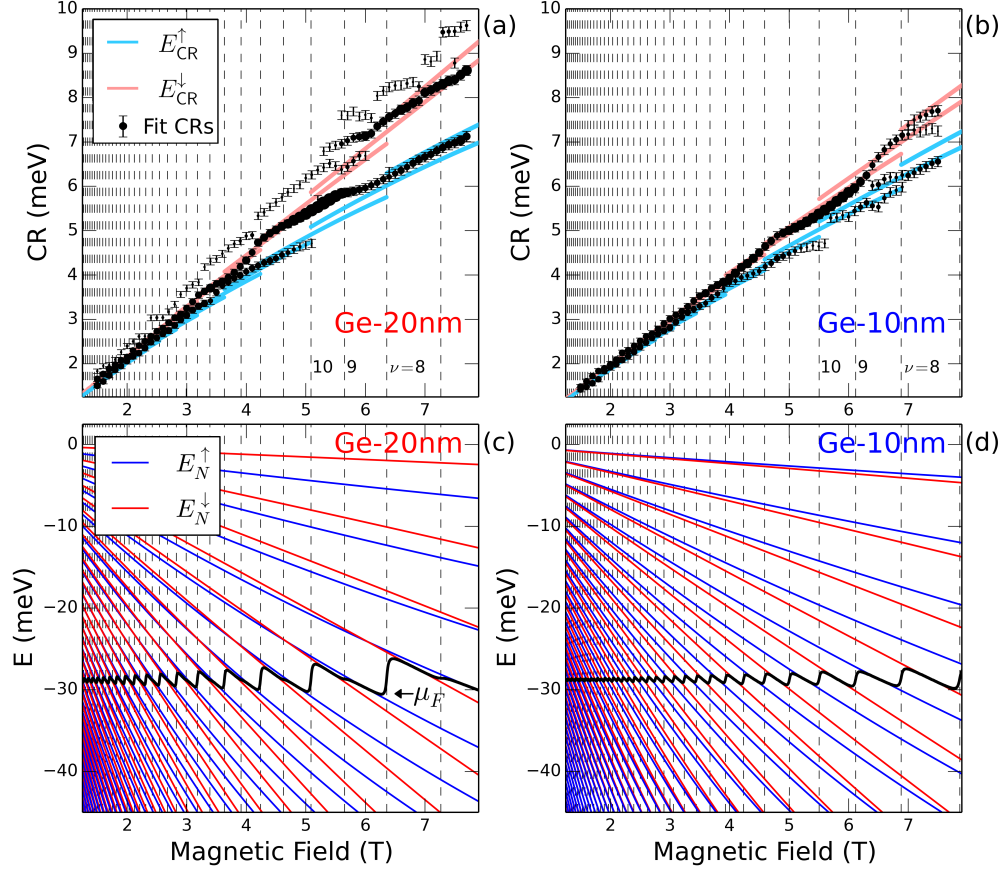 (a)
CR (meV)
10
9
8
7
6
5
4
3
2
E↑CR
E↓CR
Fit CRs
Ge-20nm
10 9 ν=8
2 3 4 5 6 7
(b)
CR (meV)
10
9
8
7
6
5
4
3
2
Ge-10nm
10 9 ν=8
2 3 4 5 6 7
(c)
E (meV)
0
−10
−20
−30
−40
E↑N
E↓N
Ge-20nm
μF
2 3 4 5 6 7
Magnetic Field (T)
(d)
E (meV)
0
−10
−20
−30
−40
Ge-10nm
2 3 4 5 6 7
Magnetic Field (T)